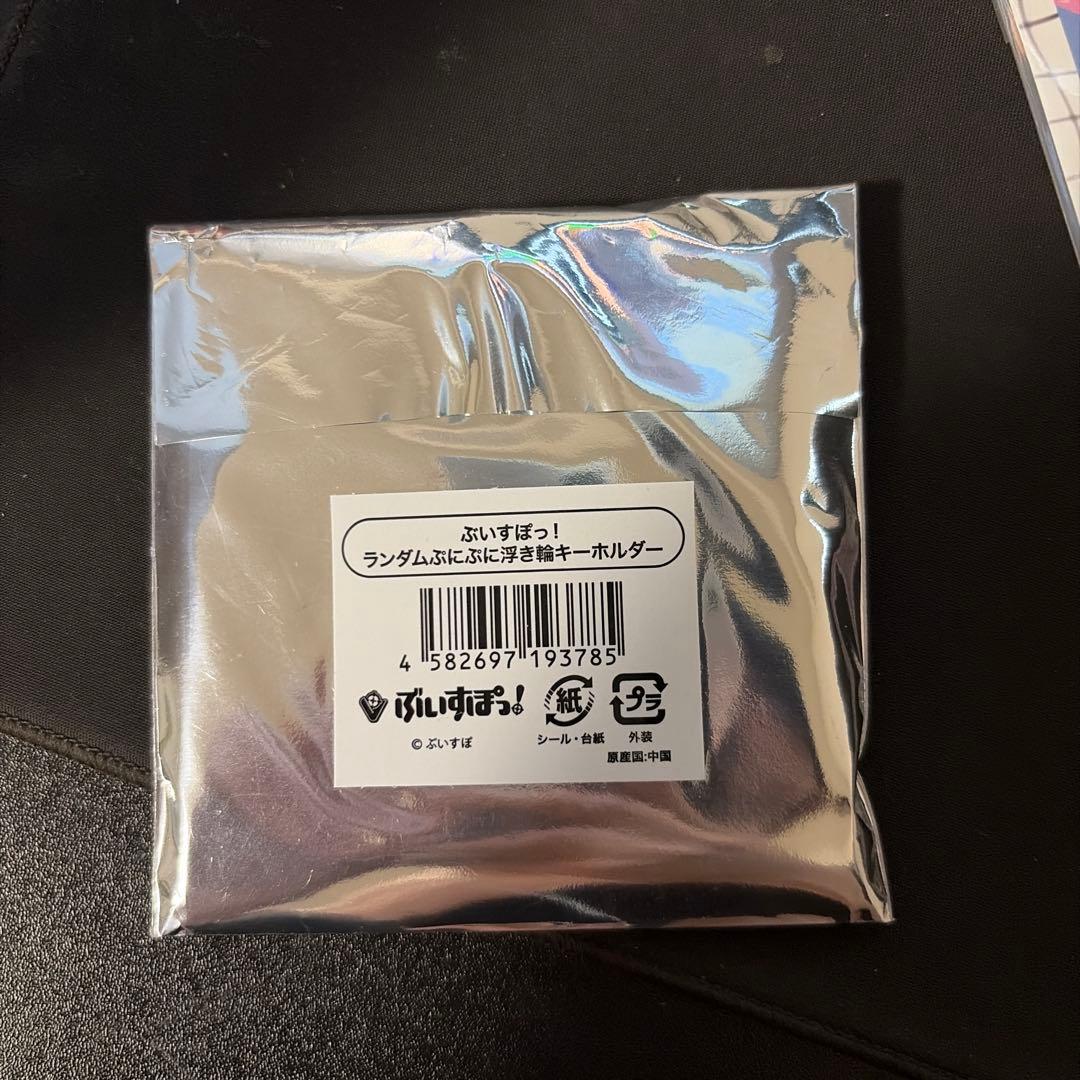 ぶいすぽっ!
ランダムぷにぷに浮き輪キーホルダー
4 582697 193785
ぶいすぽっ! 紙 プラ
© ぶいすぽ シール・台紙 外装
原産国:中国